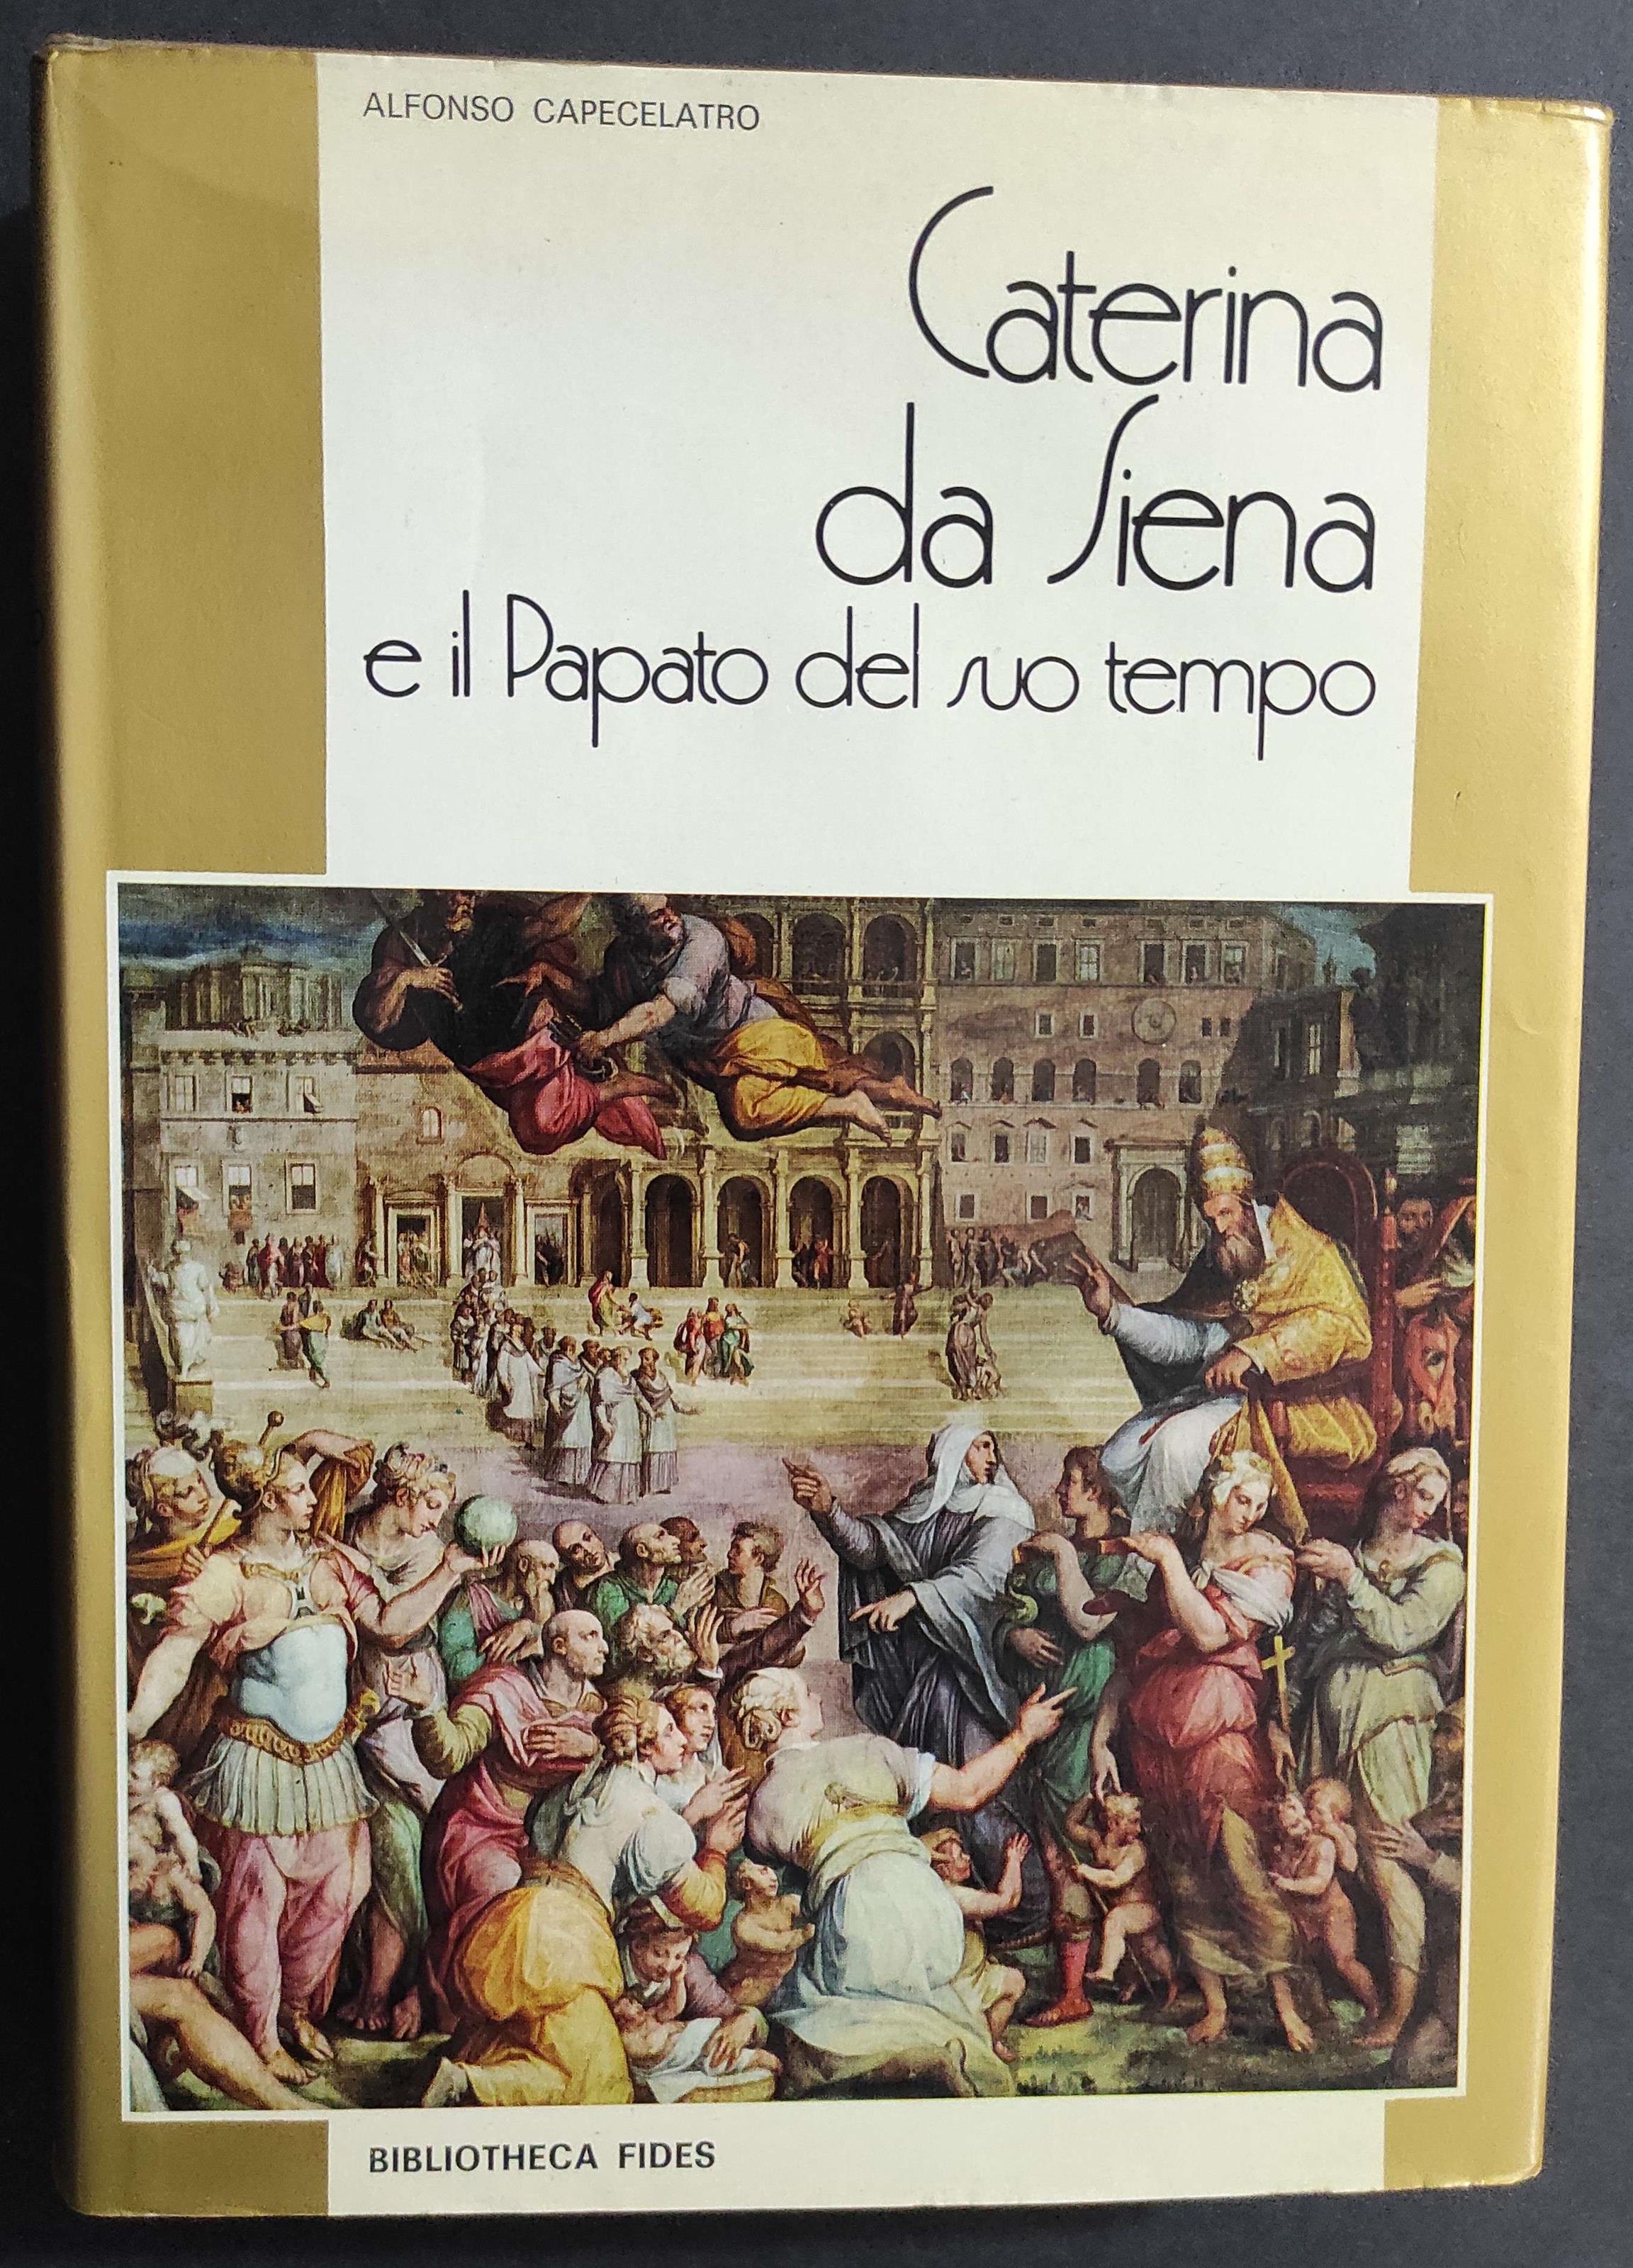 ALFONSO CAPECELATRO
Caterina
da Siena
e il Papato del suo tempo
BIBLIOTHECA FIDES